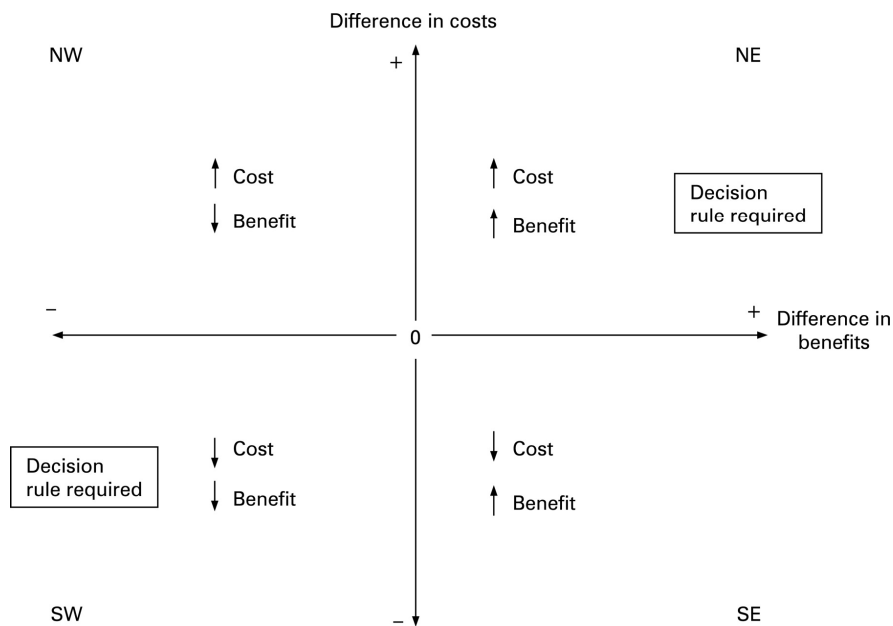 Difference in costs
NW
+
NE
Cost
Benefit
Cost
Benefit
Decision
rule required
–
0
+
Difference in
benefits
Decision
rule required
Cost
Benefit
Cost
Benefit
SW
–
SE